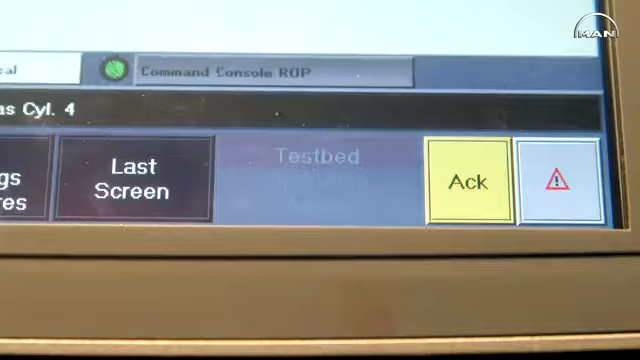 MAN
cal
Command Console ROP
as Cyl. 4
gs
res
Last
Screen
Testbed
Ack